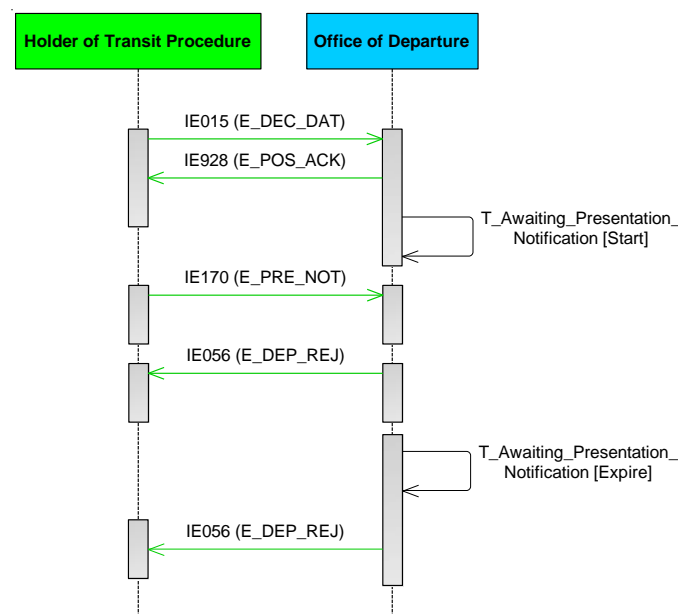 Holder of Transit Procedure
Office of Departure
IE015 (E_DEC_DAT)
IE928 (E_POS_ACK)
T_Awaiting_Presentation_
Notification [Start]
IE170 (E_PRE_NOT)
IE056 (E_DEP_REJ)
T_Awaiting_Presentation_
Notification [Expire]
IE056 (E_DEP_REJ)